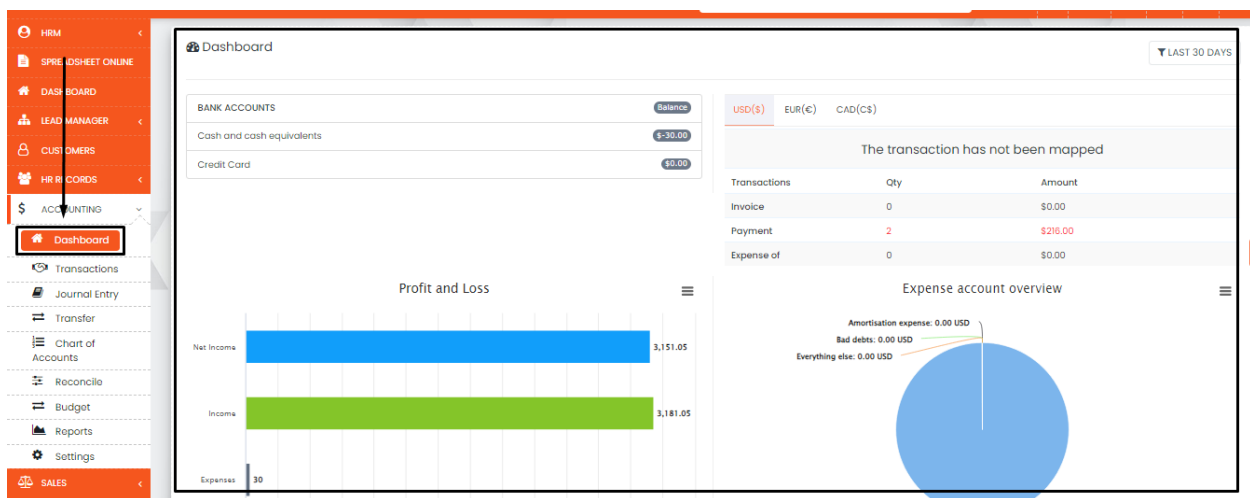 HRM
SPREADSHEET ONLINE
DASHBOARD
LEAD MANAGER
CUSTOMERS
HR RECORDS
$ ACCOUNTING
Dashboard
Transactions
Journal Entry
Transfer
Chart of
Accounts
Reconcile
Budget
Reports
Settings
SALES
Dashboard
LAST 30 DAYS
BANK ACCOUNTS Balance
Cash and cash equivalents $-30.00
Credit Card $0.00
USD($) EUR(€) CAD(C$)
The transaction has not been mapped
Transactions Qty Amount
Invoice 0 $0.00
Payment 2 $216.00
Expense of 0 $0.00
Profit and Loss
Net Income 3,151.05
Income 3,181.05
Expenses 30
Expense account overview
Amortisation expense: 0.00 USD
Bad debts: 0.00 USD
Everything else: 0.00 USD